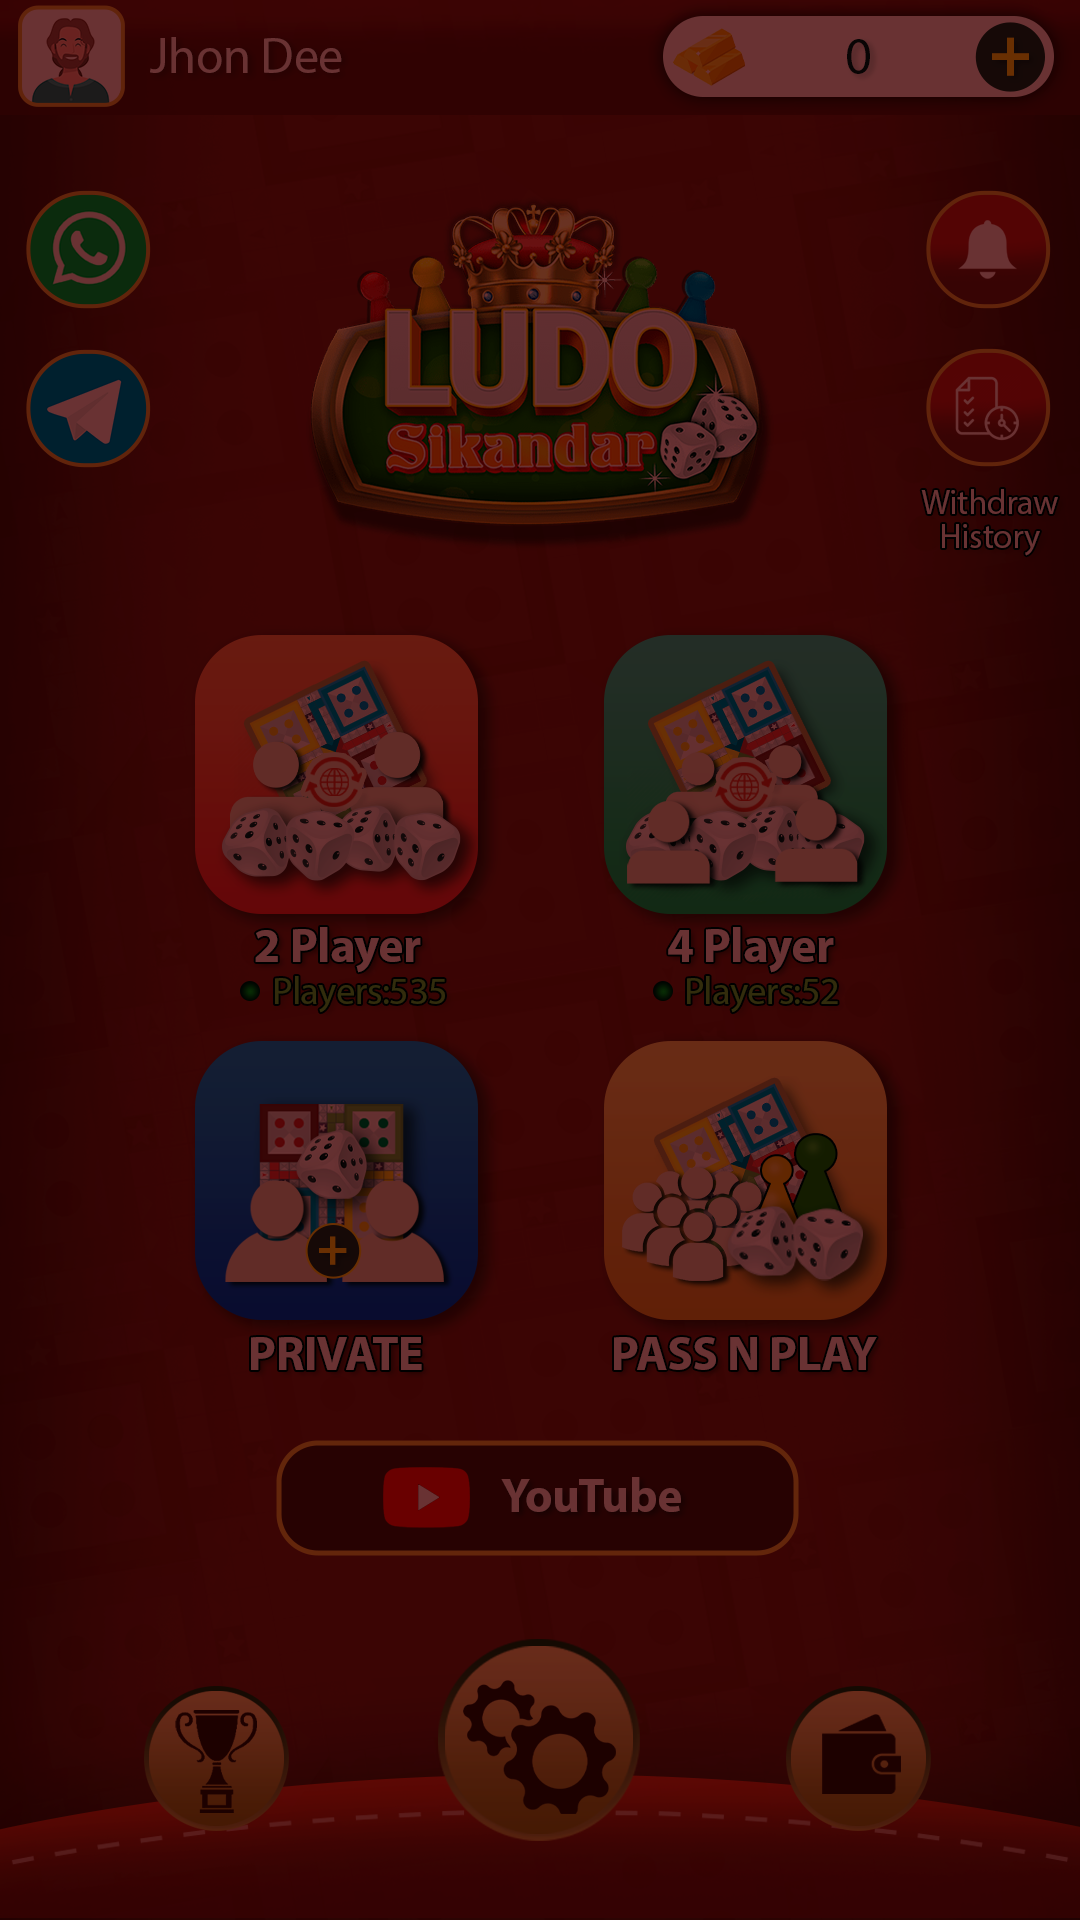 Jhon Dee
0
LUDO
Sikandar
Withdraw
History
2 Player
4 Player
Players:535
Players:52
PRIVATE
PASS N PLAY
YouTube